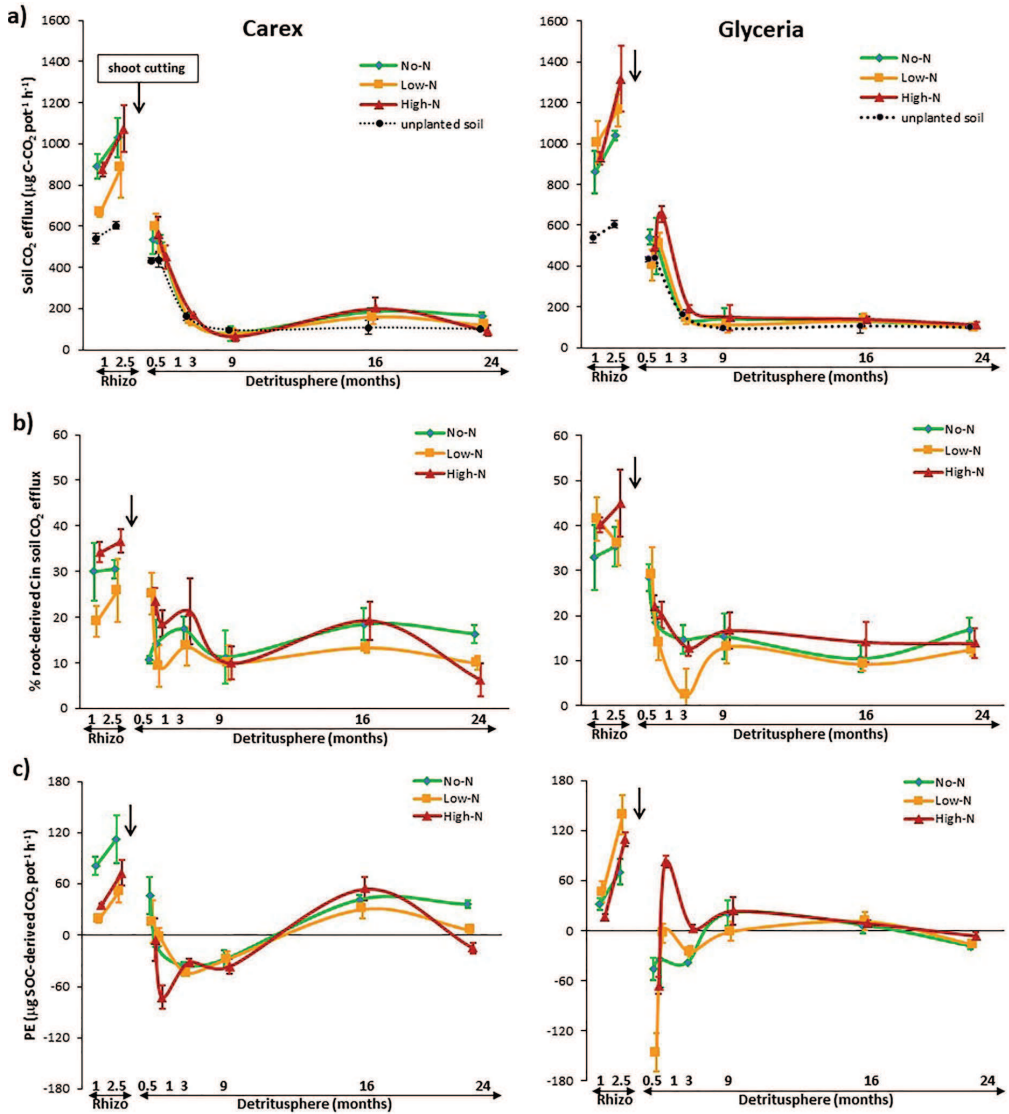 a)
Carex
Glyceria
Soil CO₂ efflux (µg C-CO₂ pot⁻¹ h⁻¹)
1600
1400
1200
1000
800
600
400
200
0
shoot cutting
No-N
Low-N
High-N
unplanted soil
1 2.5 0.5 1 3 9 16 24
Rhizo Detritusphere (months)
1600
1400
1200
1000
800
600
400
200
0
No-N
Low-N
High-N
unplanted soil
1 2.5 0.5 1 3 9 16 24
Rhizo Detritusphere (months)
b)
% root-derived C in soil CO₂ efflux
60
50
40
30
20
10
0
No-N
Low-N
High-N
1 2.5 0.5 1 3 9 16 24
Rhizo Detritusphere (months)
60
50
40
30
20
10
0
No-N
Low-N
High-N
1 2.5 0.5 1 3 9 16 24
Rhizo Detritusphere (months)
c)
PE (µg SOC-derived CO₂ pot⁻¹ h⁻¹)
180
120
60
0
-60
-120
-180
No-N
Low-N
High-N
1 2.5 0.5 1 3 9 16 24
Rhizo Detritusphere (months)
180
120
60
0
-60
-120
-180
No-N
Low-N
High-N
1 2.5 0.5 1 3 9 16 24
Rhizo Detritusphere (months)